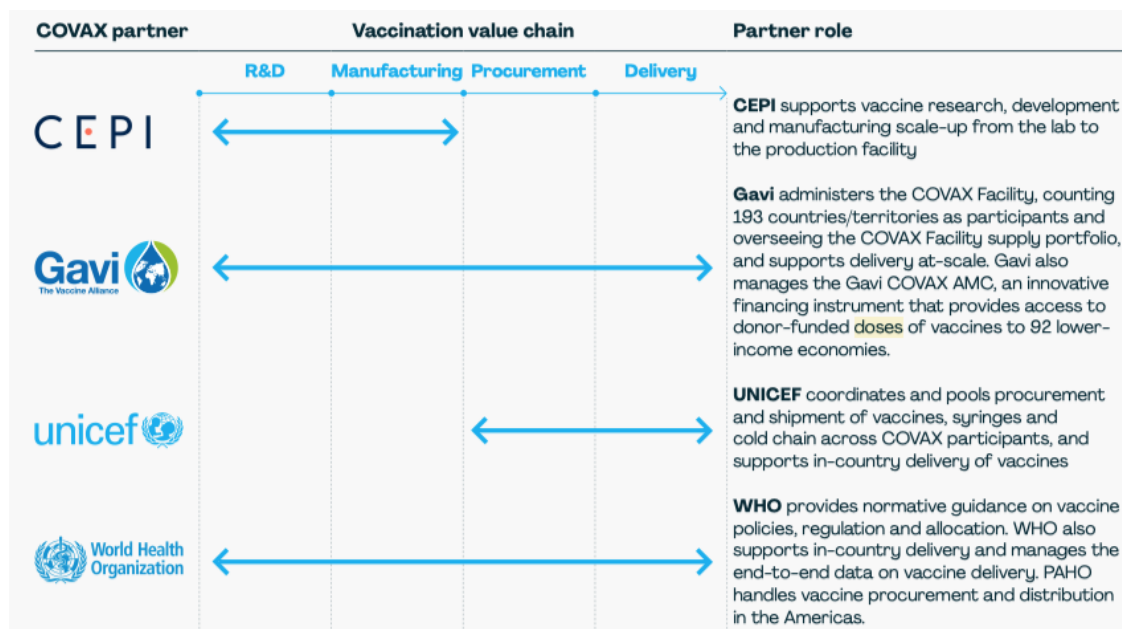 COVAX partner
Vaccination value chain
Partner role
R&D
Manufacturing
Procurement
Delivery
CEPI
CEPI supports vaccine research, development
and manufacturing scale-up from the lab to
the production facility
Gavi
The Vaccine Alliance
Gavi administers the COVAX Facility, counting
193 countries/territories as participants and
overseeing the COVAX Facility supply portfolio,
and supports delivery at-scale. Gavi also
manages the Gavi COVAX AMC, an innovative
financing instrument that provides access to
donor-funded doses of vaccines to 92 lower-
income economies.
unicef
UNICEF coordinates and pools procurement
and shipment of vaccines, syringes and
cold chain across COVAX participants, and
supports in-country delivery of vaccines
World Health
Organization
WHO provides normative guidance on vaccine
policies, regulation and allocation. WHO also
supports in-country delivery and manages the
end-to-end data on vaccine delivery. PAHO
handles vaccine procurement and distribution
in the Americas.